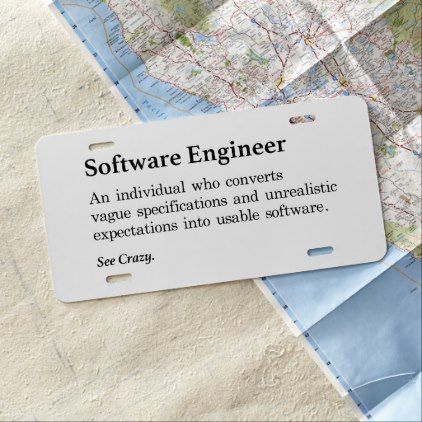 Software Engineer
An individual who converts
vague specifications and unrealistic
expectations into usable software.
See Crazy.